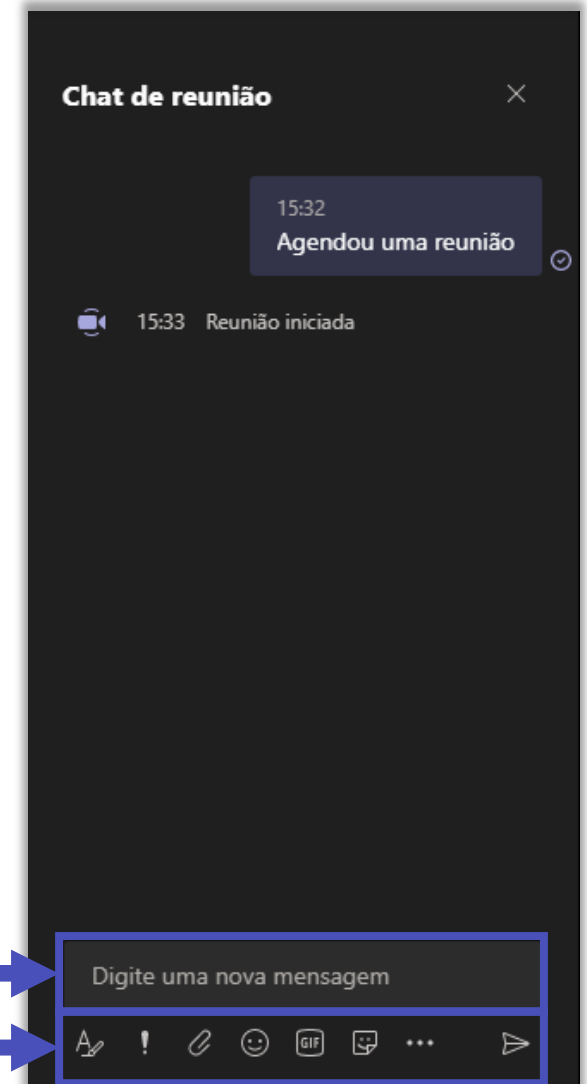 Chat de reunião
15:32
Agendou uma reunião
15:33 Reunião iniciada
Digite uma nova mensagem
GIF